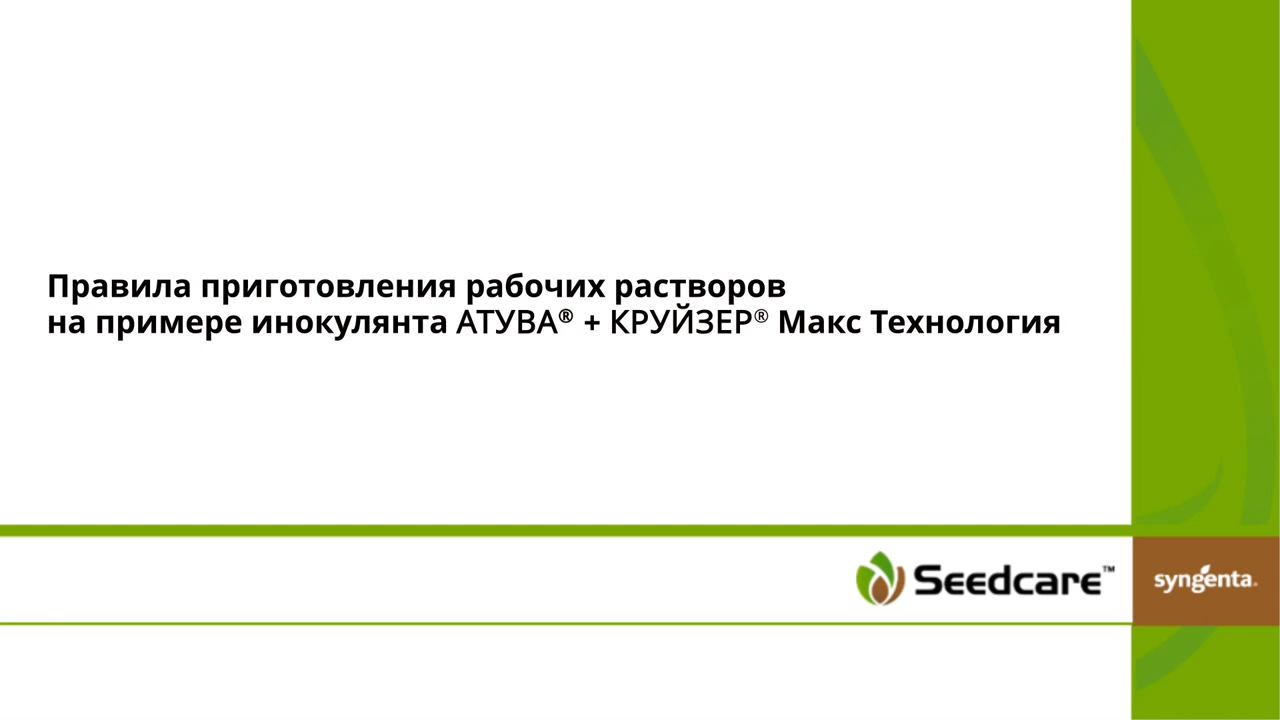 Правила приготовления рабочих растворов
на примере инокулянта АТУВА® + КРУЙЗЕР® Макс Технология
Seedcare™
syngenta.